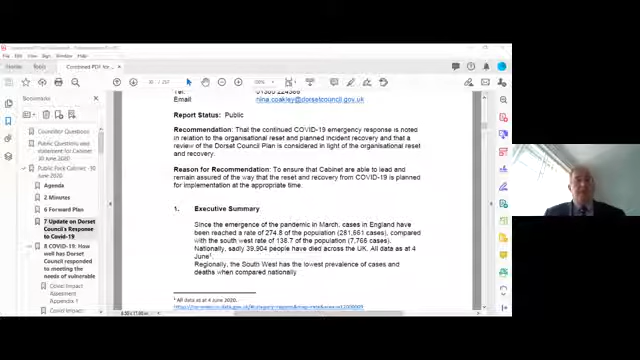 File Edit View Window Help
Home Tools Combined PDF for ...
Bookmarks
Councillor Questions
Public Questions and
statement for Cabinet
30 June 2020
Public Pack Cabinet -30
June 2020
Agenda
2 Minutes
6 Forward Plan
7 Update on Dorset
Council's Response
to Covid-19
8 COVID-19: How
well has Dorset
Council responded
to meeting the
needs of vulnerable
Covid Impact
Assesment
Appendix 1
Covid Impact
Tel:
Email: nina.coakley@dorsetcouncil.gov.uk
Report Status: Public
Recommendation: That the continued COVID-19 emergency response is noted
in relation to the organisational reset and planned incident recovery and that a
review of the Dorset Council Plan is considered in light of the organisational reset
and recovery.
Reason for Recommendation: To ensure that Cabinet are able to lead and
remain assured of the way that the reset and recovery from COVID-19 is planned
for implementation at the appropriate time.
1. Executive Summary
Since the emergence of the pandemic in March, cases in England have
been reached a rate of 274.8 of the population (281,661 cases), compared
with the south west rate of 138.7 of the population (7,766 cases).
Nationally, sadly 39,904 people have died across the UK. All data as at 4
June¹.
Regionally, the South West has the lowest prevalence of cases and
deaths when compared nationally
¹ All data as at 4 June 2020.